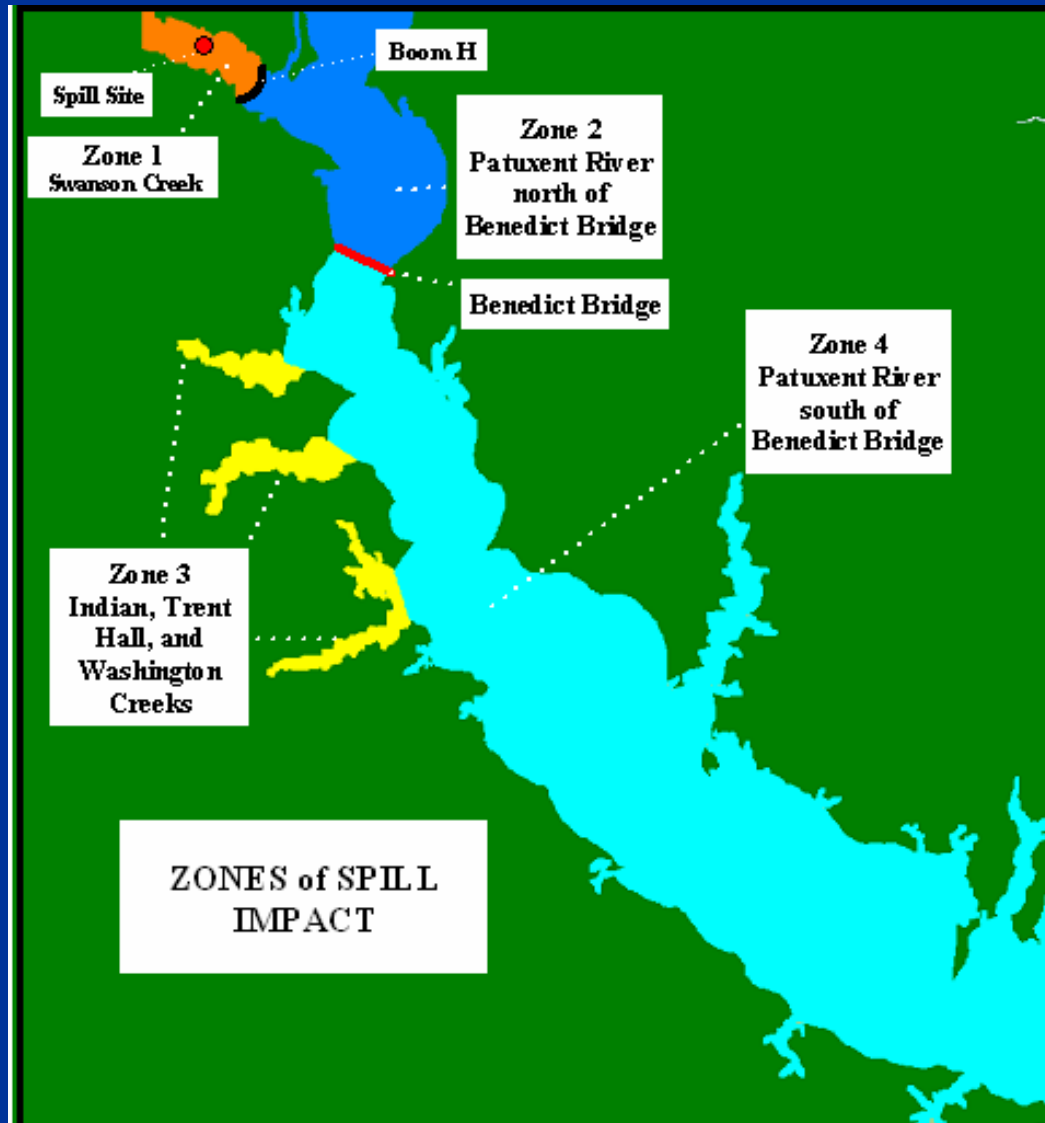 Boom H
Spill Site
Zone 1
Swanson Creek
Zone 2
Patuxent River
north of
Benedict Bridge
Benedict Bridge
Zone 4
Patuxent River
south of
Benedict Bridge
Zone 3
Indian, Trent
Hall, and
Washington
Creeks
ZONES of SPILL
IMPACT